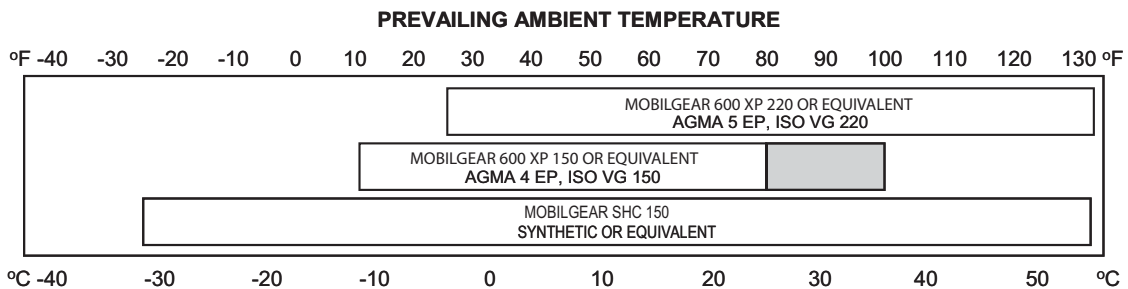 PREVAILING AMBIENT TEMPERATURE
ºF -40 -30 -20 -10 0 10 20 30 40 50 60 70 80 90 100 110 120 130 ºF
MOBILGEAR 600 XP 220 OR EQUIVALENT
AGMA 5 EP, ISO VG 220
MOBILGEAR 600 XP 150 OR EQUIVALENT
AGMA 4 EP, ISO VG 150
MOBILGEAR SHC 150
SYNTHETIC OR EQUIVALENT
ºC -40 -30 -20 -10 0 10 20 30 40 50 ºC